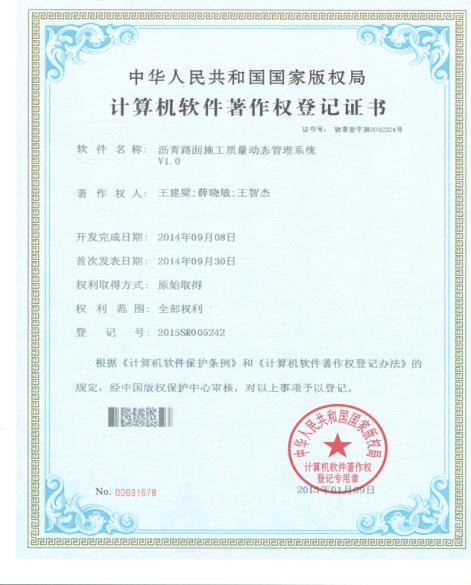 中华人民共和国国家版权局
计算机软件著作权登记证书
证书号： 软著登字第0092324号
软件名称： 沥青路面施工质量动态管理系统
V1.0
著作权人： 王建梁;薛晓敏;王智杰
开发完成日期： 2014年09月08日
首次发表日期： 2014年09月30日
权利取得方式： 原始取得
权利范围： 全部权利
登记号： 2015SR005242
根据《计算机软件保护条例》和《计算机软件著作权登记办法》的
规定，经中国版权保护中心审核，对以上事项予以登记。
中华人民共和国国家版权局
计算机软件著作权
登记专用章
No. 00631678
2015年01月09日